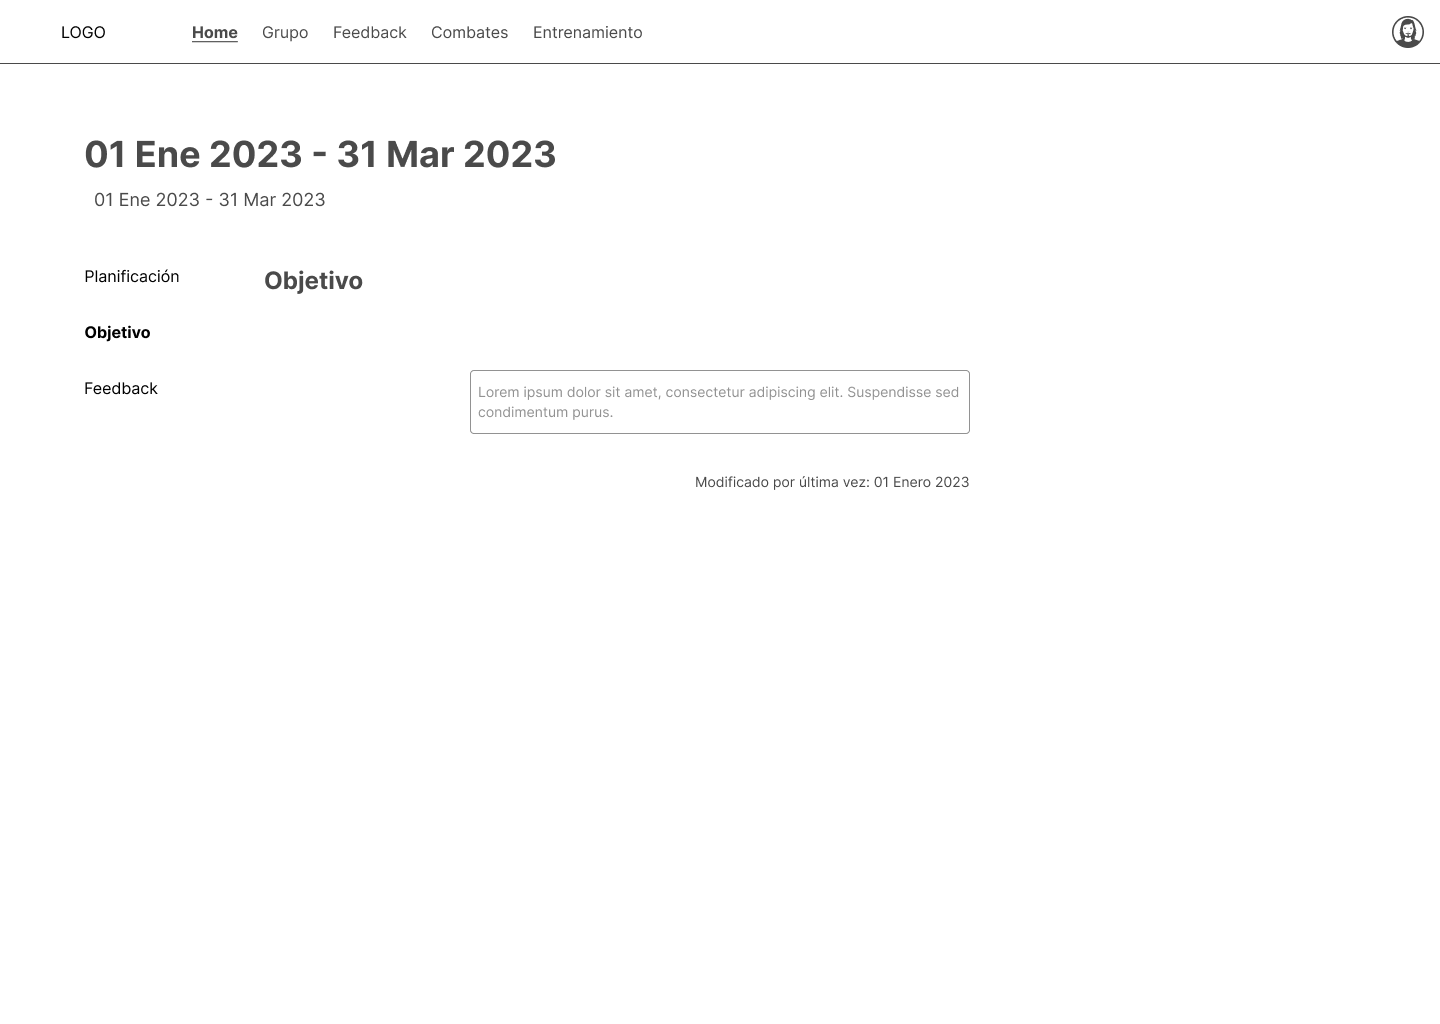 LOGO
Home Grupo Feedback Combates Entrenamiento
01 Ene 2023 - 31 Mar 2023
01 Ene 2023 - 31 Mar 2023
Planificación
Objetivo
Feedback
Objetivo
Lorem ipsum dolor sit amet, consectetur adipiscing elit. Suspendisse sed
condimentum purus.
Modificado por última vez: 01 Enero 2023